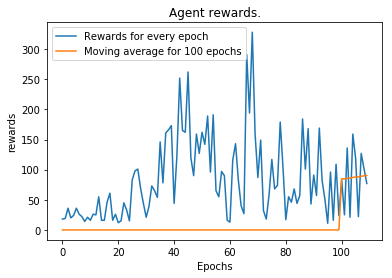 Agent rewards.
Rewards for every epoch
Moving average for 100 epochs
rewards
300
250
200
150
100
50
0
0
20
40
60
80
100
Epochs